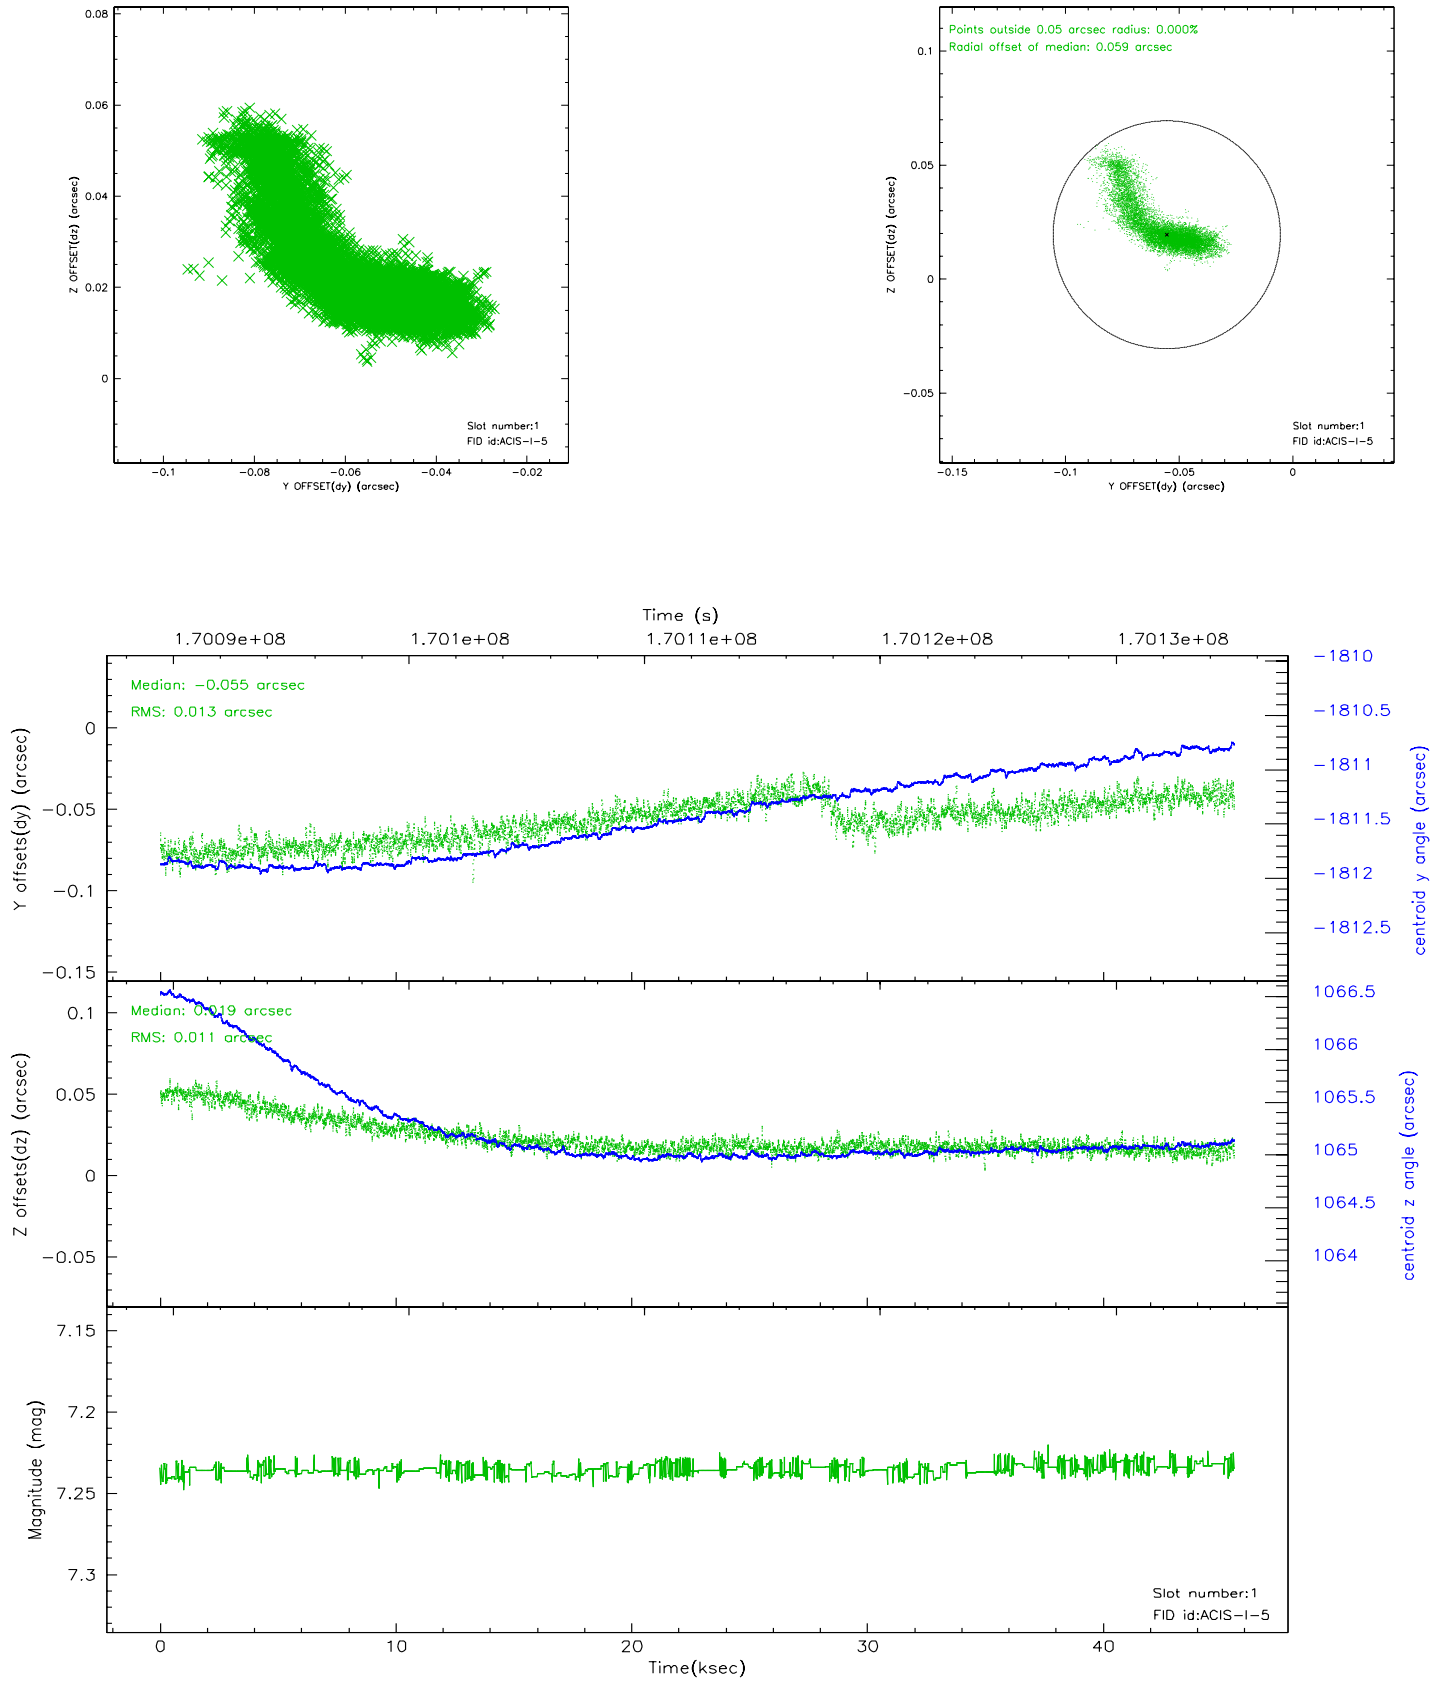 0.08
0.06
0.04
0.02
0
Z OFFSET(dz) (arcsec)
Slot number:1
FID id:ACIS-I-5
-0.1
-0.08
-0.06
-0.04
-0.02
Y OFFSET(dy) (arcsec)
Points outside 0.05 arcsec radius: 0.000%
Radial offset of median: 0.059 arcsec
0.1
0.05
0
-0.05
Z OFFSET(dz) (arcsec)
Slot number:1
FID id:ACIS-I-5
-0.15
-0.1
-0.05
0
Y OFFSET(dy) (arcsec)
Time (s)
1.7009e+08
1.701e+08
1.7011e+08
1.7012e+08
1.7013e+08
Median: -0.055 arcsec
RMS: 0.013 arcsec
0
-0.05
-0.1
-0.15
Y offsets(dy) (arcsec)
-1810
-1810.5
-1811
-1811.5
-1812
-1812.5
centroid y angle (arcsec)
Median: 0.019 arcsec
RMS: 0.011 arcsec
0.1
0.05
0
-0.05
Z offsets(dz) (arcsec)
1066.5
1066
1065.5
1065
1064.5
1064
centroid z angle (arcsec)
7.15
7.2
7.25
7.3
Magnitude (mag)
Slot number:1
FID id:ACIS-I-5
0
10
20
30
40
Time(ksec)